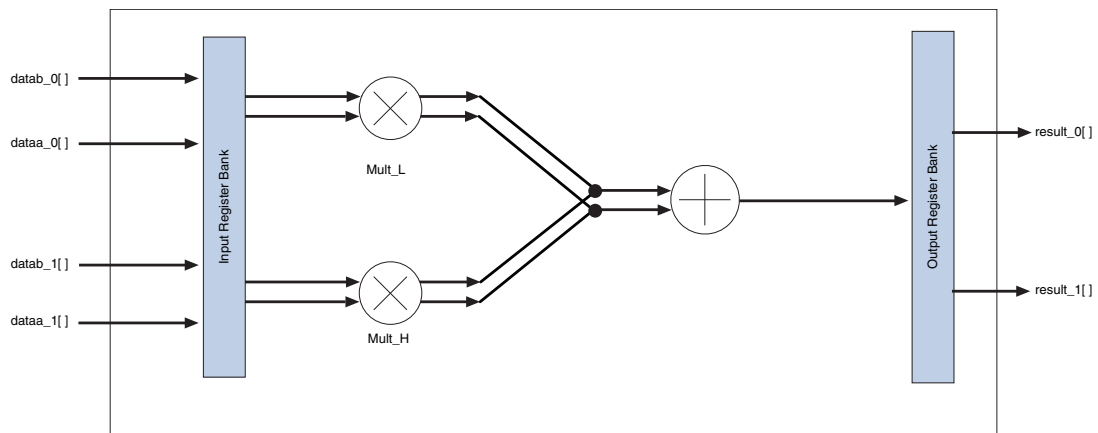 datab_0[ ]
dataa_0[ ]
datab_1[ ]
dataa_1[ ]
Input Register Bank
Mult_L
Mult_H
Output Register Bank
result_0[ ]
result_1[ ]